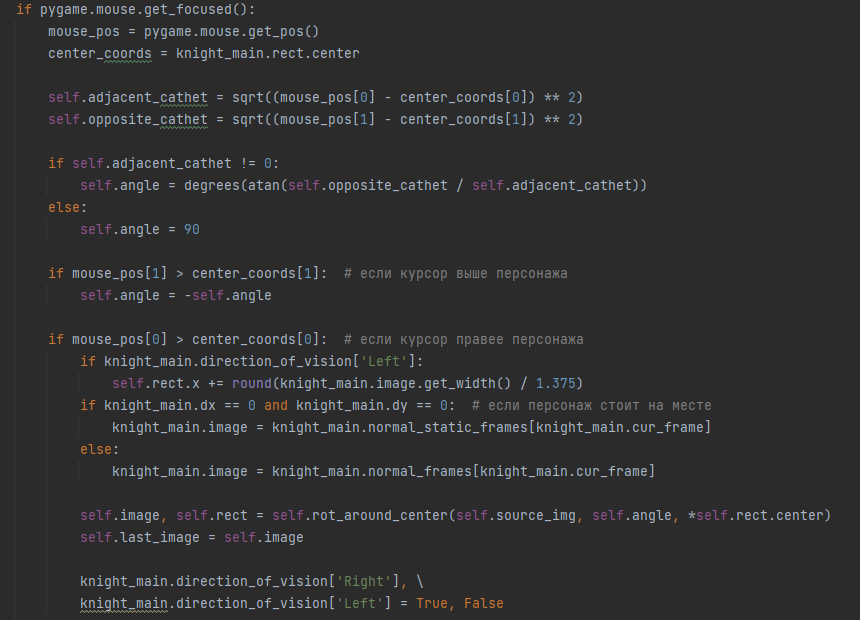 if pygame.mouse.get_focused():
    mouse_pos = pygame.mouse.get_pos()
    center_coords = knight_main.rect.center

    self.adjacent_cathet = sqrt((mouse_pos[0] - center_coords[0]) ** 2)
    self.opposite_cathet = sqrt((mouse_pos[1] - center_coords[1]) ** 2)

    if self.adjacent_cathet != 0:
        self.angle = degrees(atan(self.opposite_cathet / self.adjacent_cathet))
    else:
        self.angle = 90

    if mouse_pos[1] > center_coords[1]:  # если курсор выше персонажа
        self.angle = -self.angle

    if mouse_pos[0] > center_coords[0]:  # если курсор правее персонажа
        if knight_main.direction_of_vision['Left']:
            self.rect.x += round(knight_main.image.get_width() / 1.375)
        if knight_main.dx == 0 and knight_main.dy == 0:  # если персонаж стоит на месте
            knight_main.image = knight_main.normal_static_frames[knight_main.cur_frame]
        else:
            knight_main.image = knight_main.normal_frames[knight_main.cur_frame]

        self.image, self.rect = self.rot_around_center(self.source_img, self.angle, *self.rect.center)
        self.last_image = self.image

        knight_main.direction_of_vision['Right'], \
        knight_main.direction_of_vision['Left'] = True, False